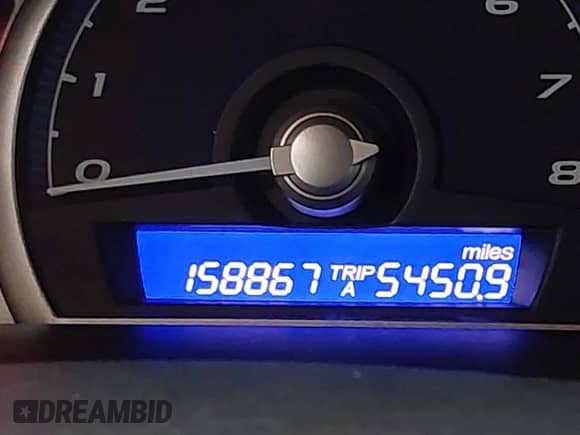 2 6
1 7
0 8
miles
158867 TRIP A 5450.9
DREAMBID